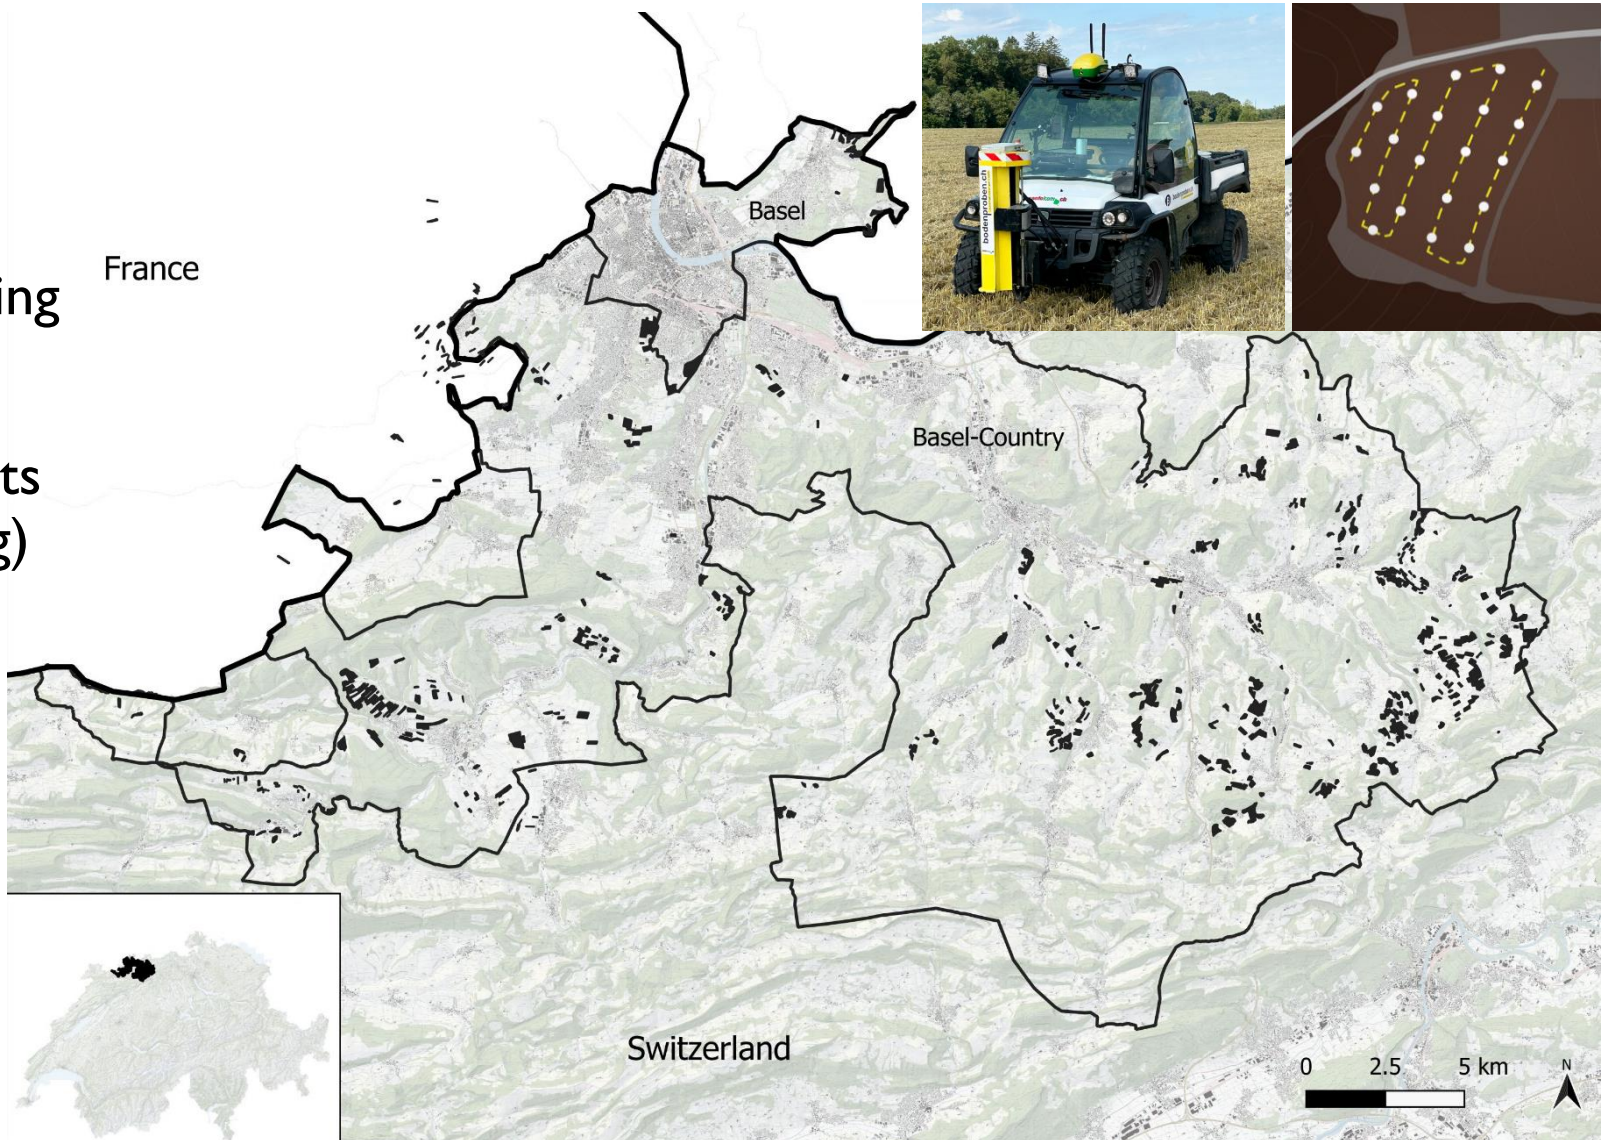 France
ing
ts
g)
Basel
Basel-Country
Switzerland
bodenproben.ch
0 2.5 5 km
N